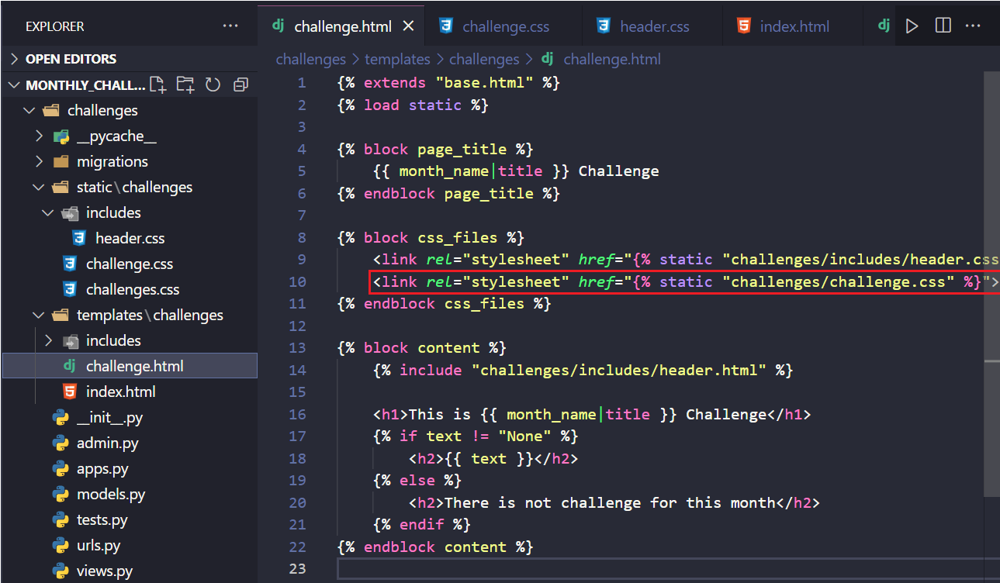 EXPLORER ···
challenge.html
challenge.css
header.css
index.html
OPEN EDITORS
challenges > templates > challenges > challenge.html
MONTHLY_CHALL...
challenges
__pycache__
migrations
static\challenges
includes
header.css
challenge.css
challenges.css
templates\challenges
includes
challenge.html
index.html
__init__.py
admin.py
apps.py
models.py
tests.py
urls.py
views.py
1 {% extends "base.html" %}
2 {% load static %}
3
4 {% block page_title %}
5 {{ month_name|title }} Challenge
6 {% endblock page_title %}
7
8 {% block css_files %}
9 <link rel="stylesheet" href="{% static "challenges/includes/header.css
10 <link rel="stylesheet" href="{% static "challenges/challenge.css" %}">
11 {% endblock css_files %}
12
13 {% block content %}
14 {% include "challenges/includes/header.html" %}
15
16 <h1>This is {{ month_name|title }} Challenge</h1>
17 {% if text != "None" %}
18 <h2>{{ text }}</h2>
19 {% else %}
20 <h2>There is not challenge for this month</h2>
21 {% endif %}
22 {% endblock content %}
23